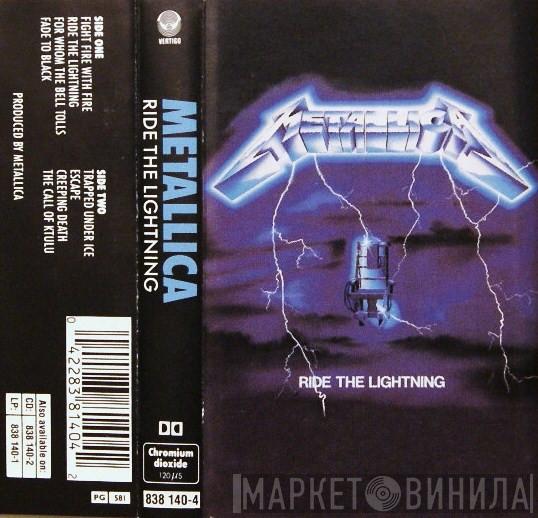 SIDE ONE
FIGHT FIRE WITH FIRE
RIDE THE LIGHTNING
FOR WHOM THE BELL TOLLS
FADE TO BLACK
SIDE TWO
TRAPPED UNDER ICE
ESCAPE
CREEPING DEATH
THE CALL OF KTULU
PRODUCED BY METALLICA
0 42283 81404 2
Also available on:
CD: 838 140-2
LP: 838 140-1
PG 581
VERTIGO
METALLICA
RIDE THE LIGHTNING
Chromium
dioxide
120 µS
838 140-4
METALLICA
RIDE THE LIGHTNING
МАРКЕТ ВИНИЛА